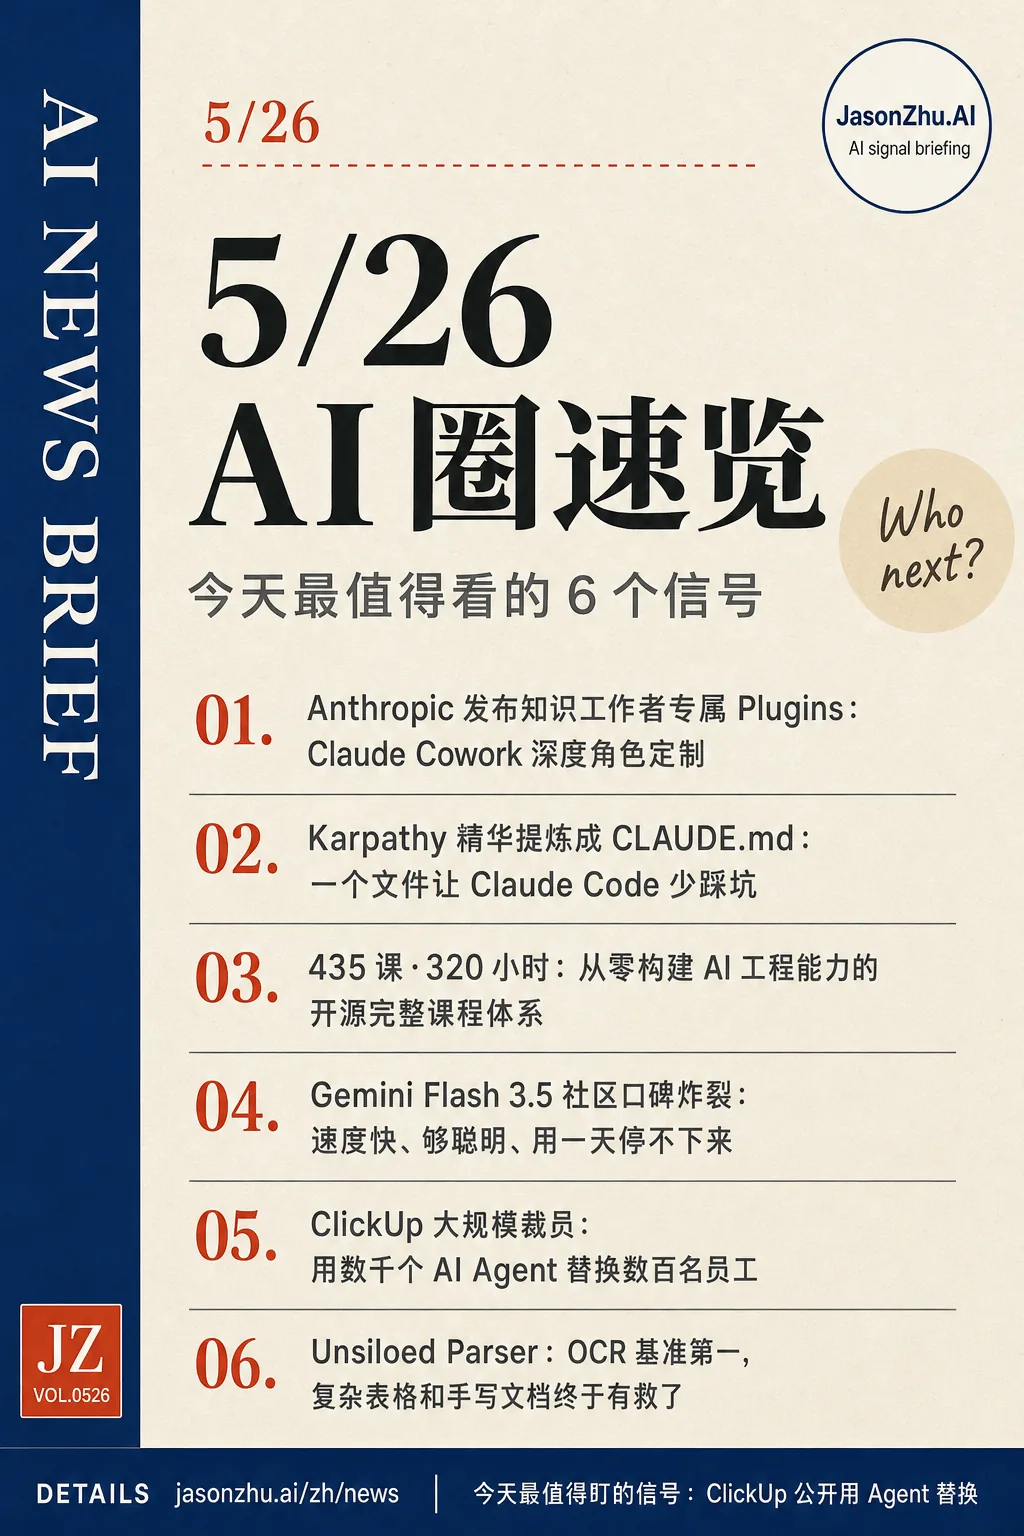 AI NEWS BRIEF
5/26
JasonZhu.AI
AI signal briefing
5/26
AI 圈速览
Who
next?
今天最值得看的 6 个信号
01.
Anthropic 发布知识工作者专属 Plugins：
Claude Cowork 深度角色定制
02.
Karpathy 精华提炼成 CLAUDE.md：
一个文件让 Claude Code 少踩坑
03.
435 课·320 小时：从零构建 AI 工程能力的
开源完整课程体系
04.
Gemini Flash 3.5 社区口碑炸裂：
速度快、够聪明、用一天停不下来
05.
ClickUp 大规模裁员：
用数千个 AI Agent 替换数百名员工
06.
Unsiloed Parser：OCR 基准第一，
复杂表格和手写文档终于有救了
JZ
VOL.0526
DETAILS jasonzhu.ai/zh/news | 今天最值得盯的信号：ClickUp 公开用 Agent 替换